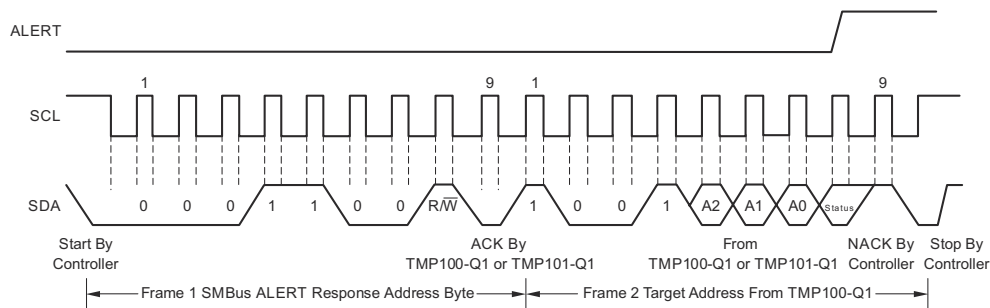 ALERT
1 9 1 9
SCL
SDA 0 0 0 1 1 0 0 R/W̅ 1 0 0 1 A2 A1 A0 Status
Start By
Controller
ACK By
TMP100-Q1 or TMP101-Q1
From
TMP100-Q1 or TMP101-Q1
NACK By
Controller
Stop By
Controller
Frame 1 SMBus ALERT Response Address Byte
Frame 2 Target Address From TMP100-Q1